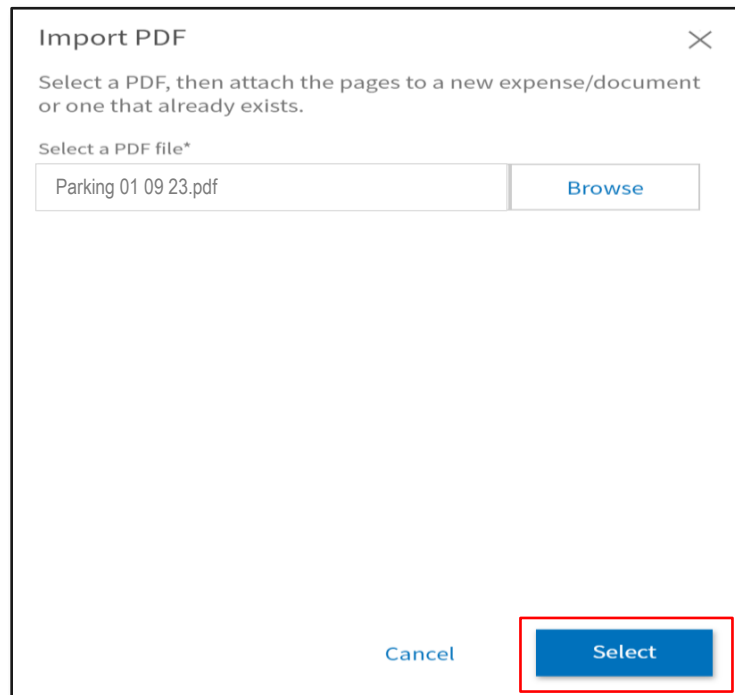 Import PDF
Select a PDF, then attach the pages to a new expense/document
or one that already exists.
Select a PDF file*
Parking 01 09 23.pdf
Browse
Cancel
Select